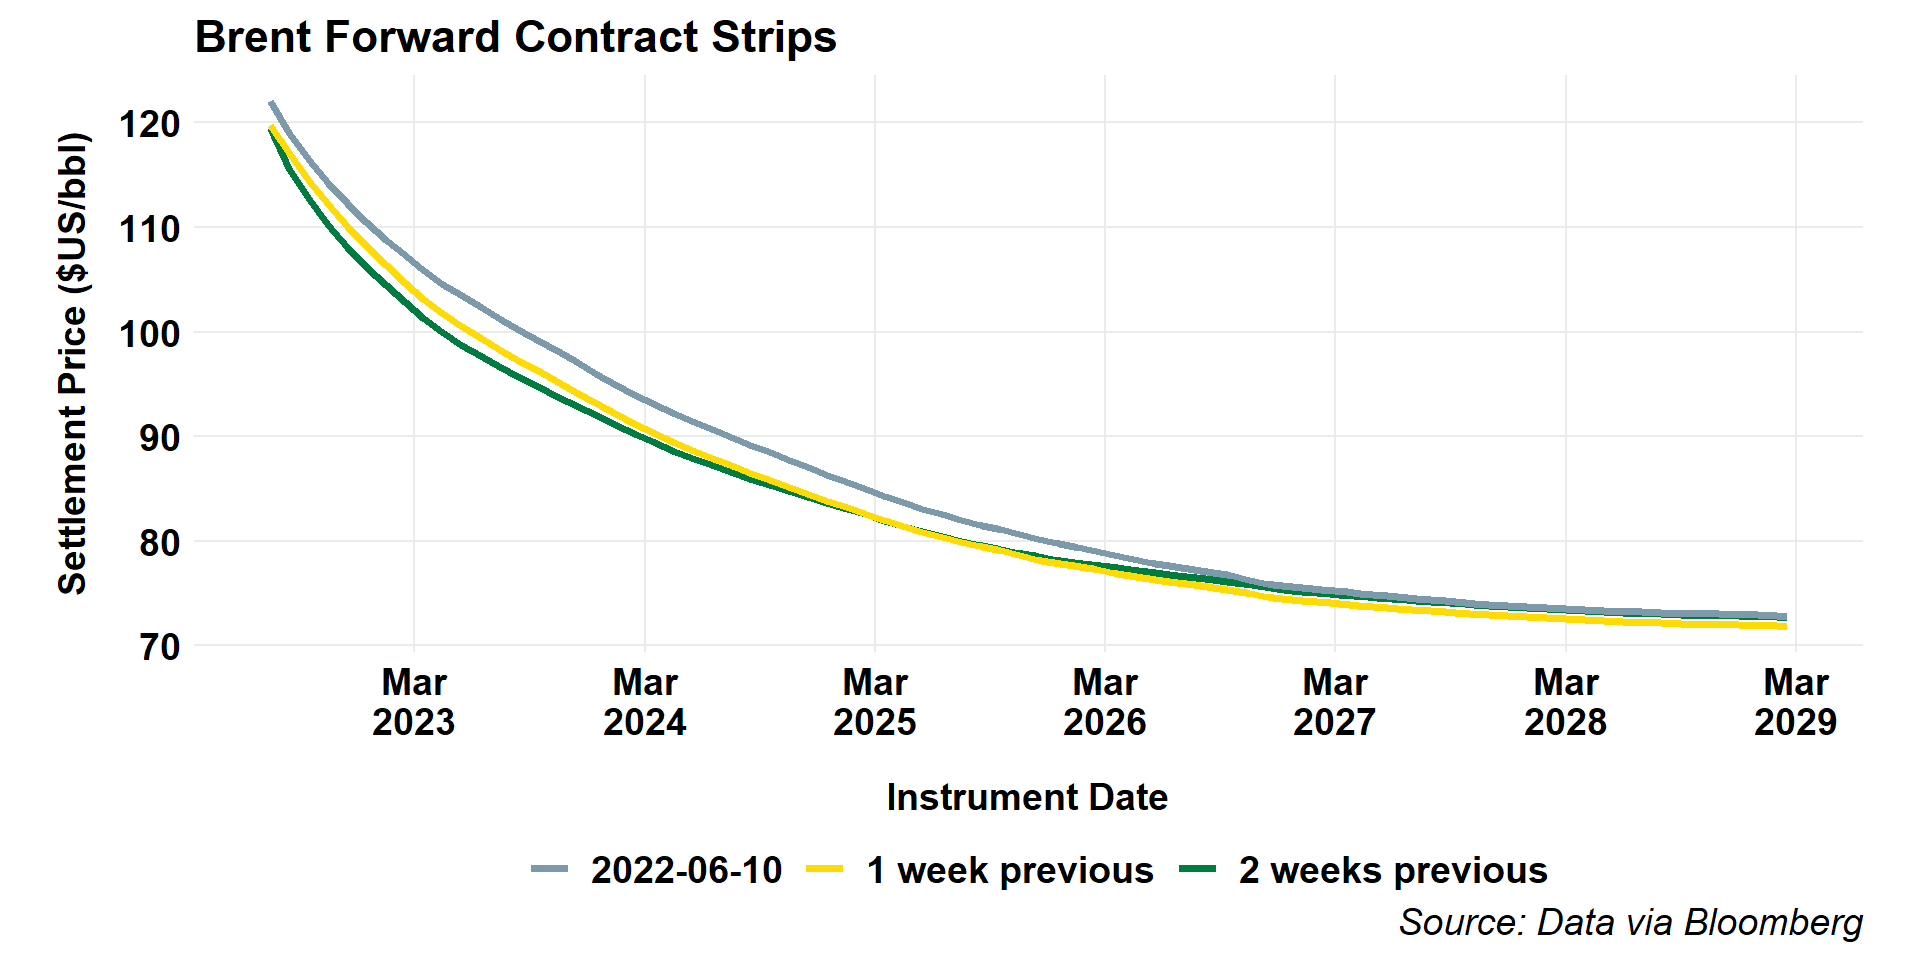 Brent Forward Contract Strips
Settlement Price ($US/bbl)
120
110
100
90
80
70
Mar Mar Mar Mar Mar Mar Mar
2023 2024 2025 2026 2027 2028 2029
Instrument Date
2022-06-10 1 week previous 2 weeks previous
Source: Data via Bloomberg